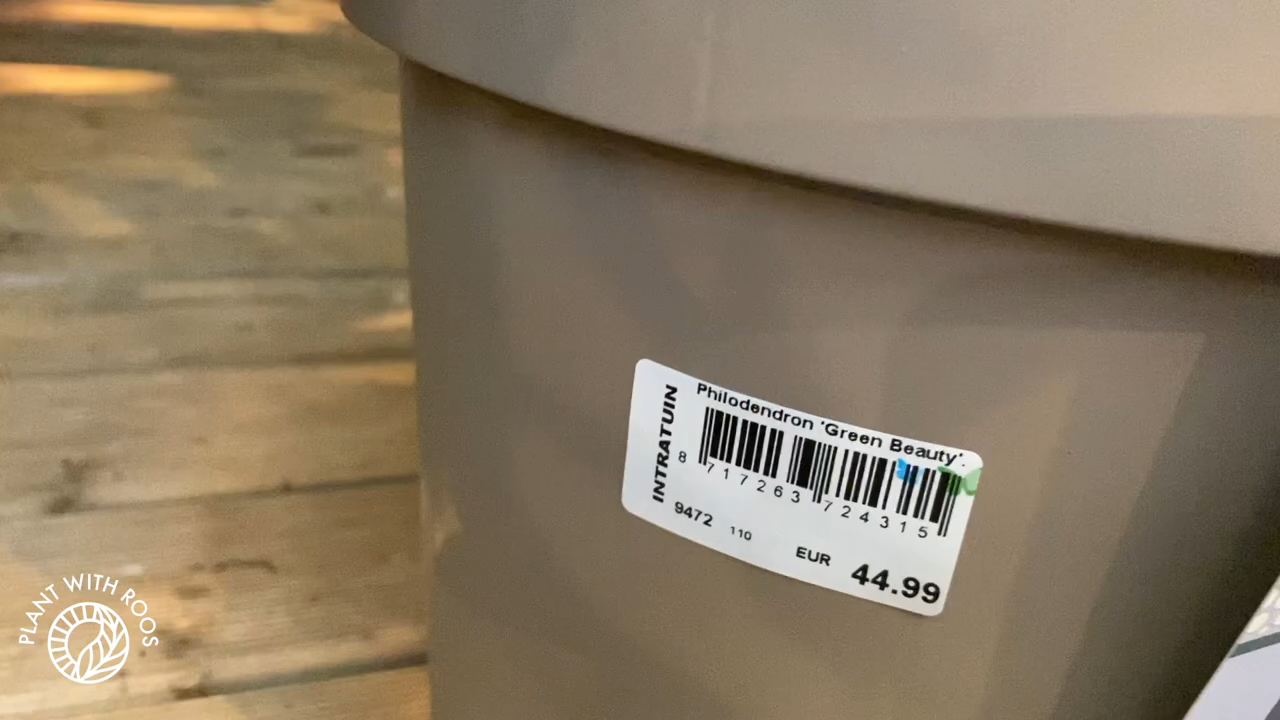 Philodendron 'Green Beauty'.
INTRATUIN
8 717263 724315
9472 110
EUR 44.99
PLANT WITH ROOS